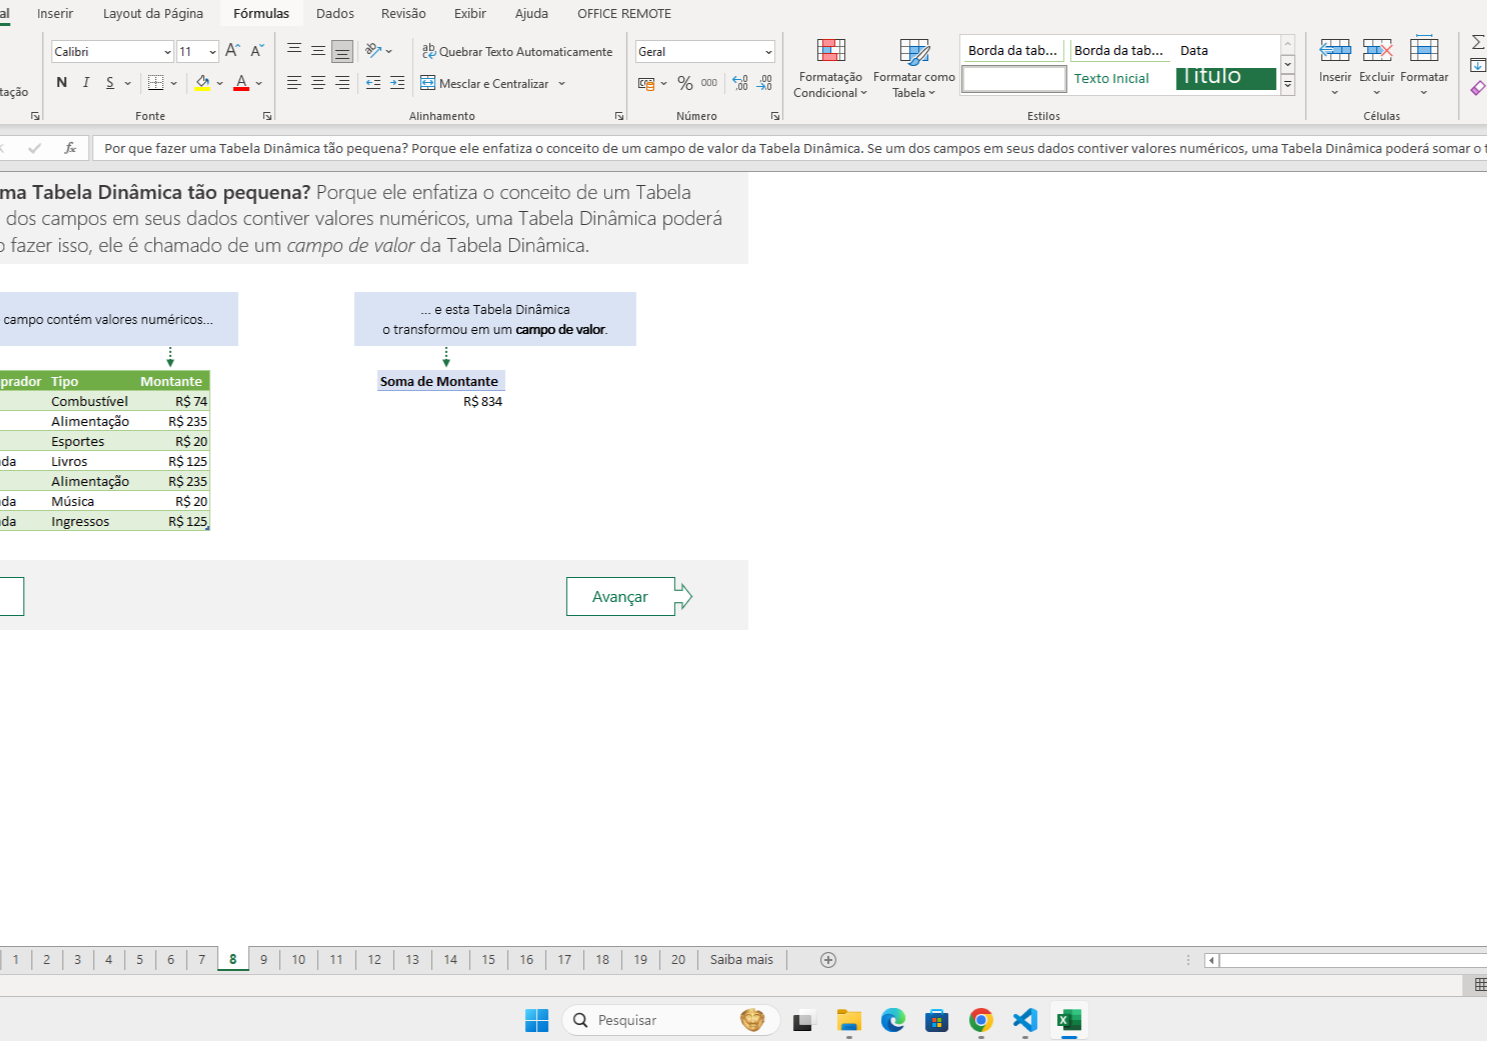 Inserir
Layout da Página
Fórmulas
Dados
Revisão
Exibir
Ajuda
OFFICE REMOTE
Calibri
11
N I S
Fonte
Quebrar Texto Automaticamente
Mesclar e Centralizar
Alinhamento
Geral
% 000
Número
Formatação Condicional
Formatar como Tabela
Borda da tab...
Borda da tab...
Data
Texto Inicial
Título
Estilos
Inserir
Excluir
Formatar
Células
fx
Por que fazer uma Tabela Dinâmica tão pequena? Porque ele enfatiza o conceito de um campo de valor da Tabela Dinâmica. Se um dos campos em seus dados contiver valores numéricos, uma Tabela Dinâmica poderá somar o
ma Tabela Dinâmica tão pequena? Porque ele enfatiza o conceito de um Tabela
dos campos em seus dados contiver valores numéricos, uma Tabela Dinâmica poderá
o fazer isso, ele é chamado de um campo de valor da Tabela Dinâmica.
campo contém valores numéricos...
... e esta Tabela Dinâmica
o transformou em um campo de valor.
prador Tipo Montante
Combustível R$ 74
Alimentação R$ 235
Esportes R$ 20
da Livros R$ 125
Alimentação R$ 235
da Música R$ 20
da Ingressos R$ 125
Soma de Montante
R$ 834
Avançar
1 2 3 4 5 6 7 8 9 10 11 12 13 14 15 16 17 18 19 20 Saiba mais
Pesquisar